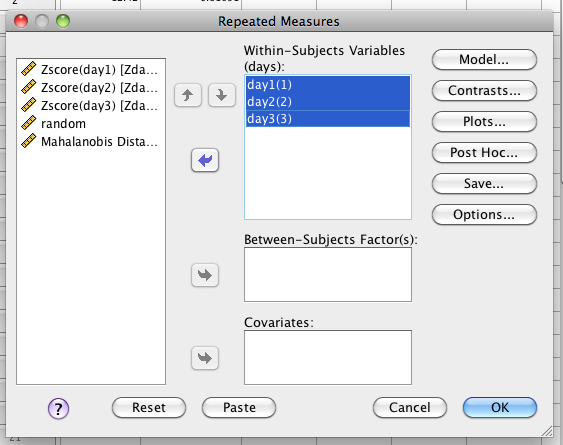 2
Repeated Measures
Within-Subjects Variables
(days):
Zscore(day1) [Zda...
Zscore(day2) [Zda...
Zscore(day3) [Zda...
random
Mahalanobis Dista...
day1(1)
day2(2)
day3(3)
Model...
Contrasts...
Plots...
Post Hoc...
Save...
Options...
Between-Subjects Factor(s):
Covariates:
?
Reset
Paste
Cancel
OK
21